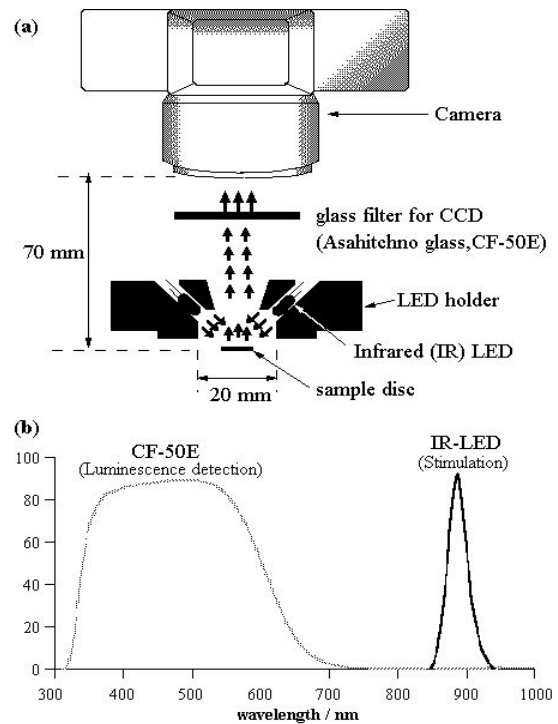 (a)
Camera
glass filter for CCD
(Asahitchno glass,CF-50E)
70 mm
LED holder
Infrared (IR) LED
sample disc
20 mm
(b)
CF-50E
(Luminescence detection)
IR-LED
(Stimulation)
100
80
60
40
20
0
300 400 500 600 700 800 900 1000
wavelength / nm